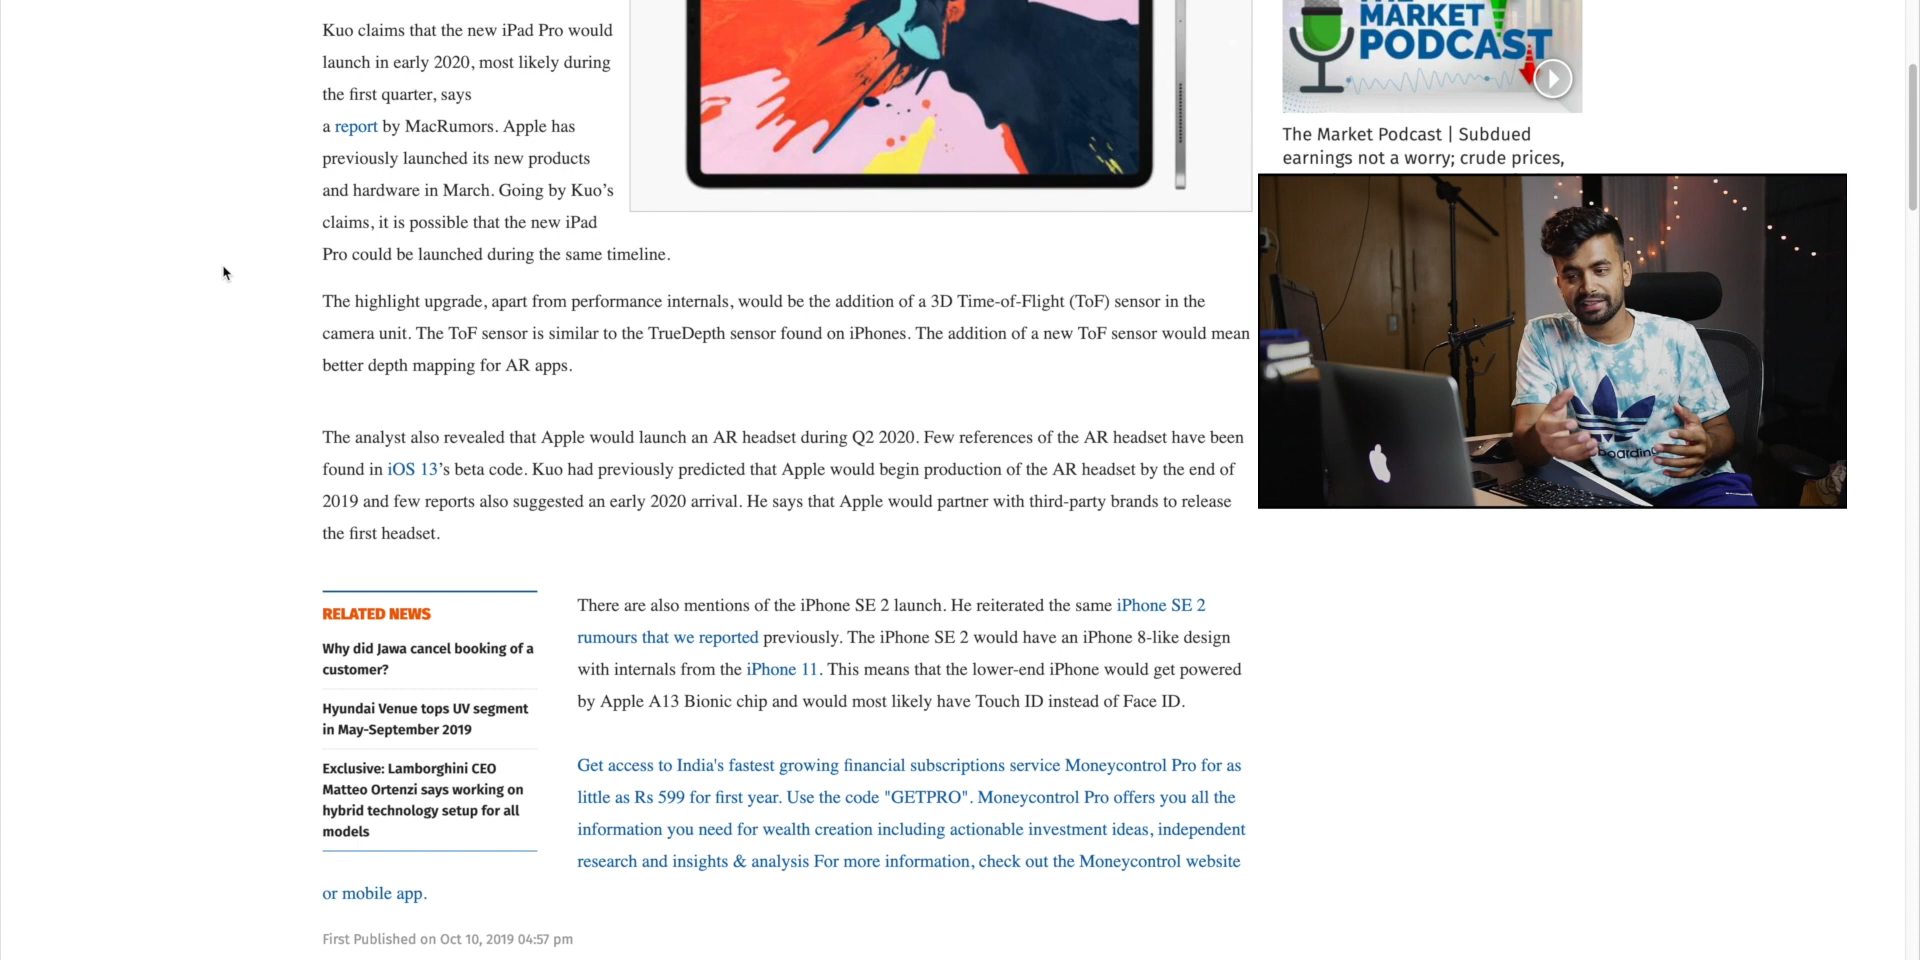 Kuo claims that the new iPad Pro would
launch in early 2020, most likely during
the first quarter, says
a report by MacRumors. Apple has
previously launched its new products
and hardware in March. Going by Kuo's
claims, it is possible that the new iPad
Pro could be launched during the same timeline.
The highlight upgrade, apart from performance internals, would be the addition of a 3D Time-of-Flight (ToF) sensor in the
camera unit. The ToF sensor is similar to the TrueDepth sensor found on iPhones. The addition of a new ToF sensor would mean
better depth mapping for AR apps.
The analyst also revealed that Apple would launch an AR headset during Q2 2020. Few references of the AR headset have been
found in iOS 13's beta code. Kuo had previously predicted that Apple would begin production of the AR headset by the end of
2019 and few reports also suggested an early 2020 arrival. He says that Apple would partner with third-party brands to release
the first headset.
RELATED NEWS
Why did Jawa cancel booking of a
customer?
Hyundai Venue tops UV segment
in May-September 2019
Exclusive: Lamborghini CEO
Matteo Ortenzi says working on
hybrid technology setup for all
models
There are also mentions of the iPhone SE 2 launch. He reiterated the same iPhone SE 2
rumours that we reported previously. The iPhone SE 2 would have an iPhone 8-like design
with internals from the iPhone 11. This means that the lower-end iPhone would get powered
by Apple A13 Bionic chip and would most likely have Touch ID instead of Face ID.
Get access to India's fastest growing financial subscriptions service Moneycontrol Pro for as
little as Rs 599 for first year. Use the code "GETPRO". Moneycontrol Pro offers you all the
information you need for wealth creation including actionable investment ideas, independent
research and insights & analysis For more information, check out the Moneycontrol website
or mobile app.
First Published on Oct 10, 2019 04:57 pm
THE
MARKET
PODCAST
The Market Podcast | Subdued
earnings not a worry; crude prices,
adidas